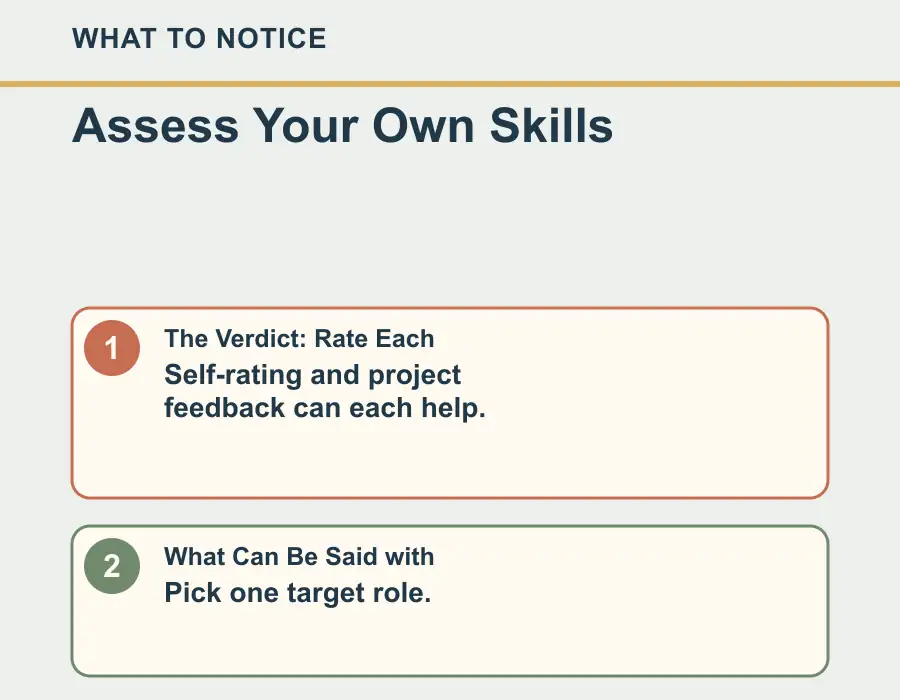 WHAT TO NOTICE
Assess Your Own Skills
1
The Verdict: Rate Each
Self-rating and project
feedback can each help.
2
What Can Be Said with
Pick one target role.